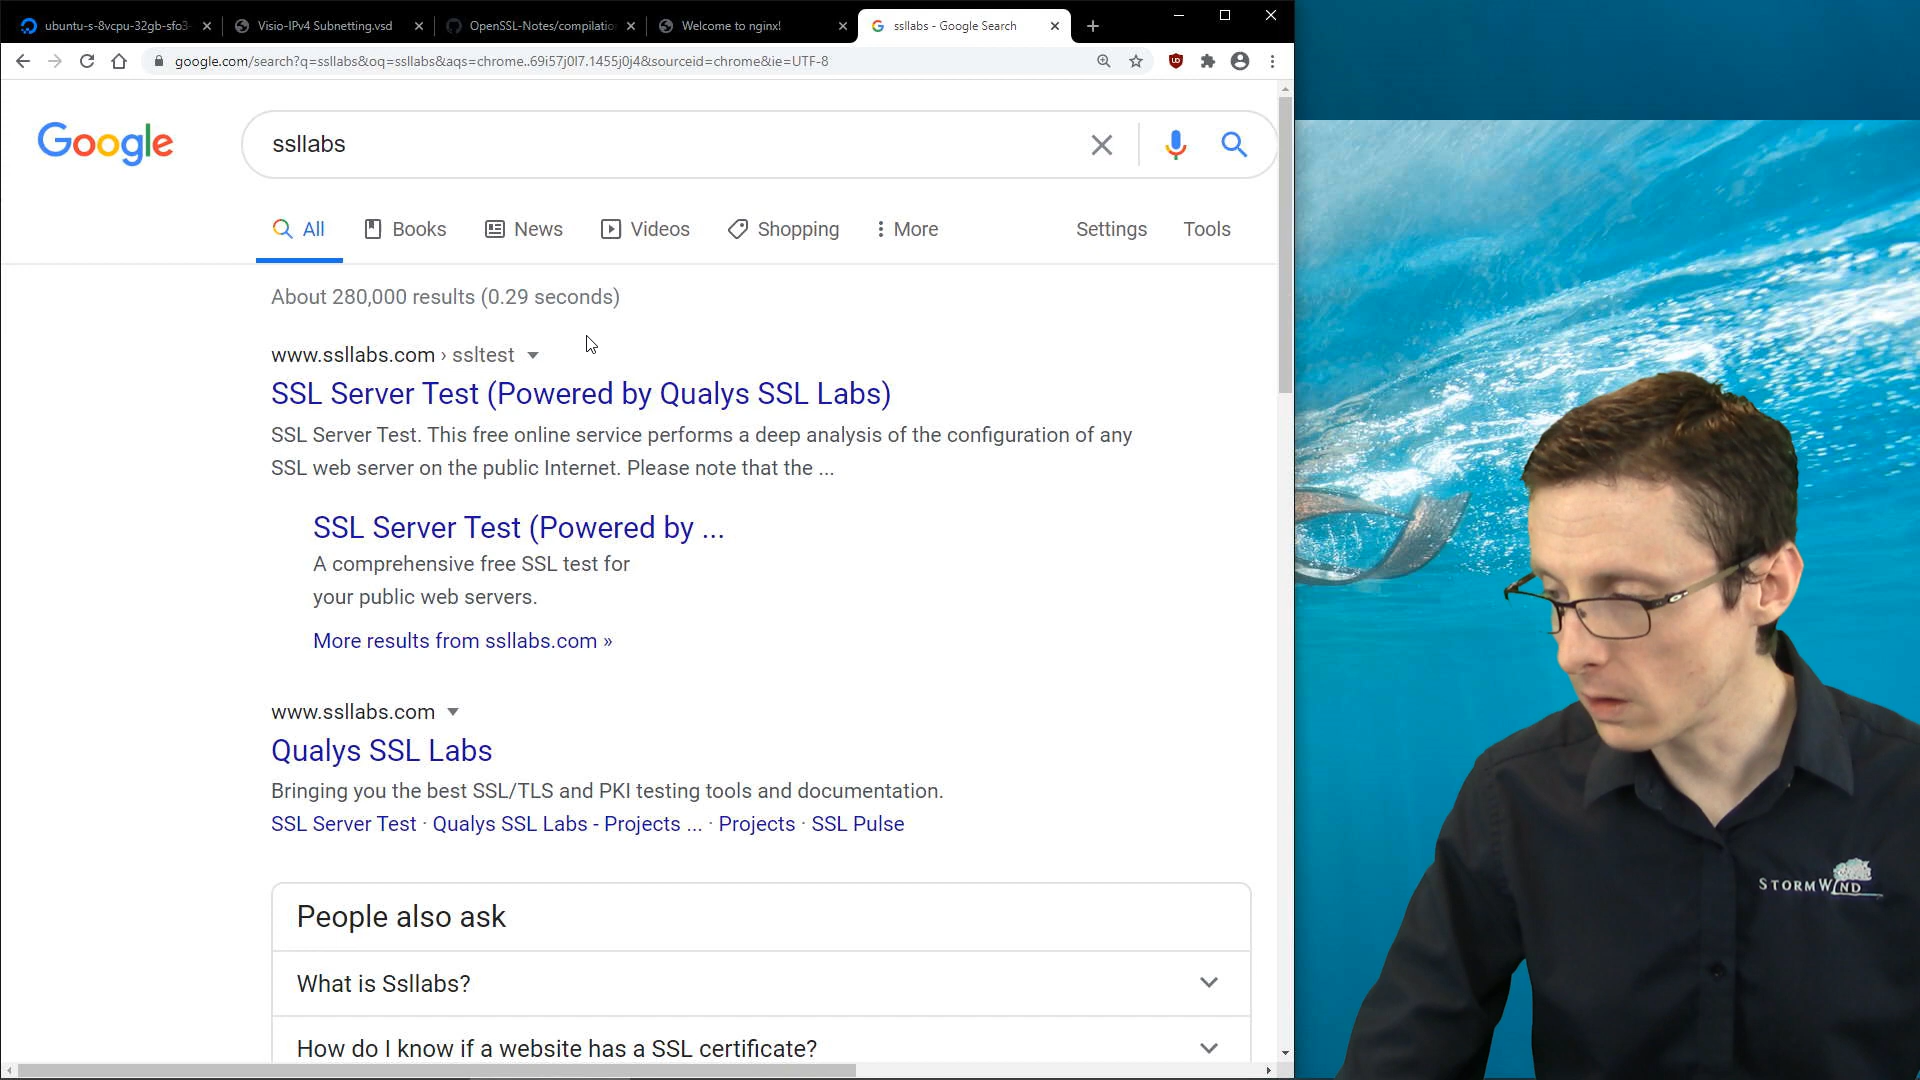 ubuntu-s-8vcpu-32gb-sfo3-
Visio-IPv4 Subnetting.vsd
OpenSSL-Notes/compilatio
Welcome to nginx!
ssllabs - Google Search
google.com/search?q=ssllabs&oq=ssllabs&aqs=chrome..69i57j0l7.1455j0j4&sourceid=chrome&ie=UTF-8
Google
ssllabs
All
Books
News
Videos
Shopping
More
Settings
Tools
About 280,000 results (0.29 seconds)
www.ssllabs.com › ssltest
SSL Server Test (Powered by Qualys SSL Labs)
SSL Server Test. This free online service performs a deep analysis of the configuration of any
SSL web server on the public Internet. Please note that the ...
SSL Server Test (Powered by ...
A comprehensive free SSL test for
your public web servers.
More results from ssllabs.com »
www.ssllabs.com
Qualys SSL Labs
Bringing you the best SSL/TLS and PKI testing tools and documentation.
SSL Server Test · Qualys SSL Labs - Projects ... · Projects · SSL Pulse
People also ask
What is Ssllabs?
How do I know if a website has a SSL certificate?
STORMWIND